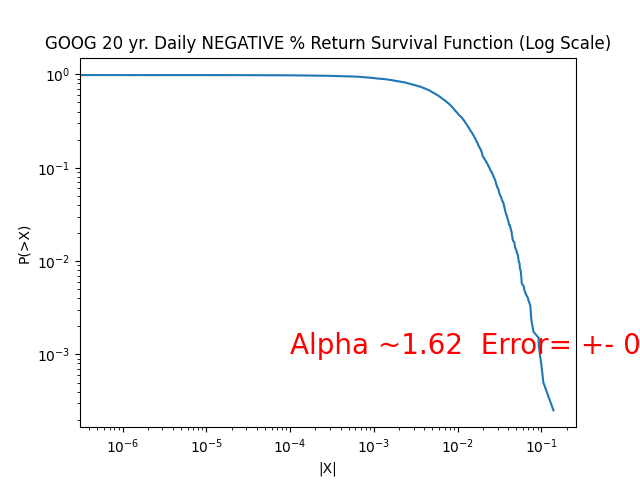 GOOG 20 yr. Daily NEGATIVE % Return Survival Function (Log Scale)
10⁰
10⁻¹
10⁻²
10⁻³
P(>X)
Alpha ~1.62  Error= +- 0
10⁻⁶
10⁻⁵
10⁻⁴
10⁻³
10⁻²
10⁻¹
|X|